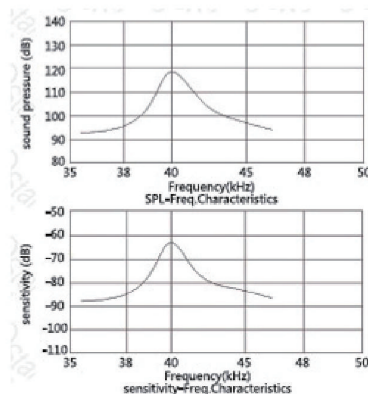 140
130
120
110
100
90
80
sound pressure (dB)
35 38 40 45 48 50
Frequency(kHz)
SPL-Freq.Characteristics
-50
-60
-70
-80
-90
-100
-110
sensitivity (dB)
35 38 40 45 48 50
Frequency(kHz)
sensitivity-Freq.Characteristics